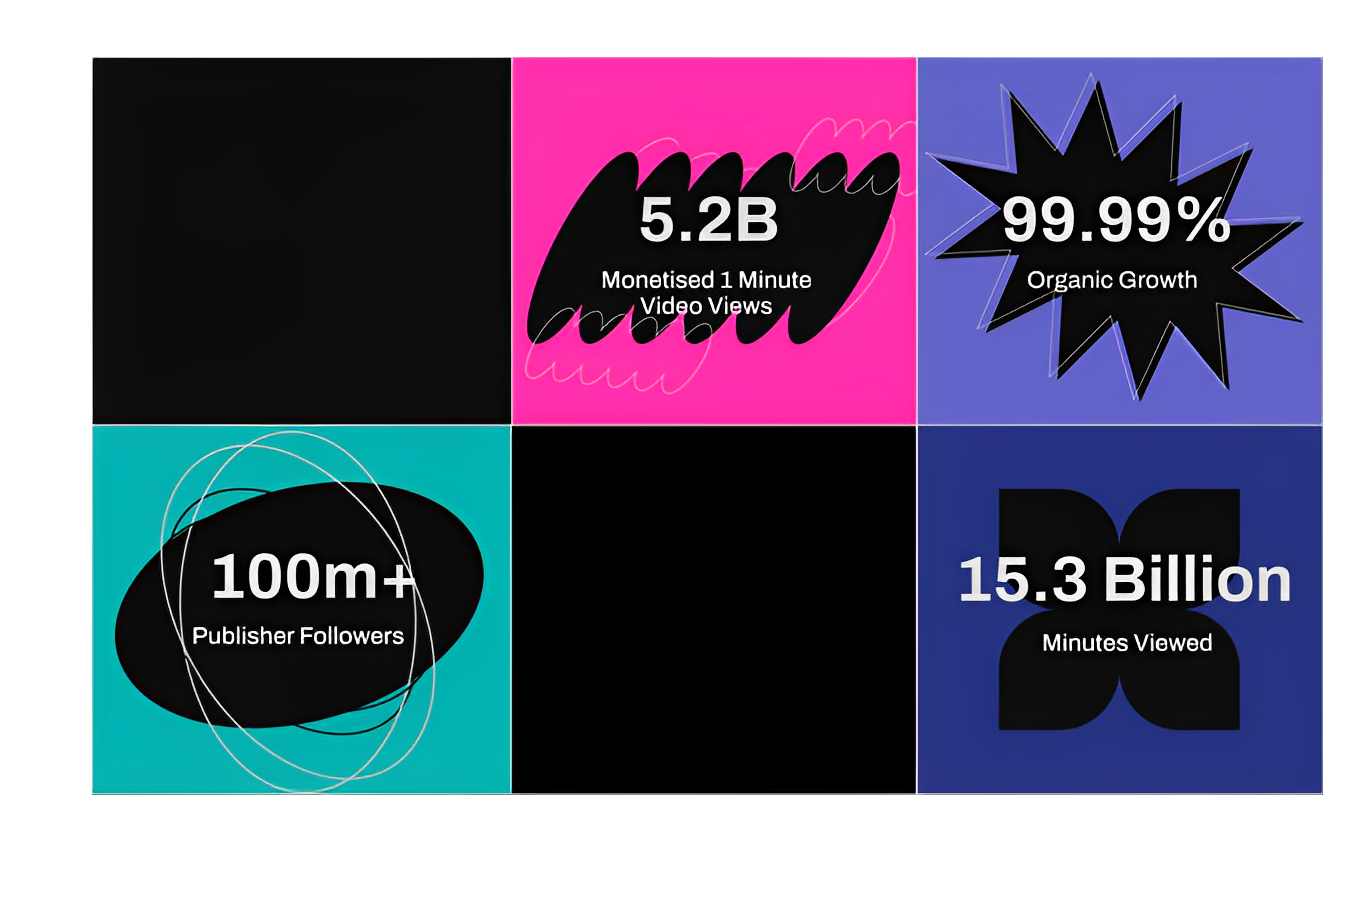 5.2B
Monetised 1 Minute
Video Views
99.99%
Organic Growth
100m+
Publisher Followers
15.3 Billion
Minutes Viewed